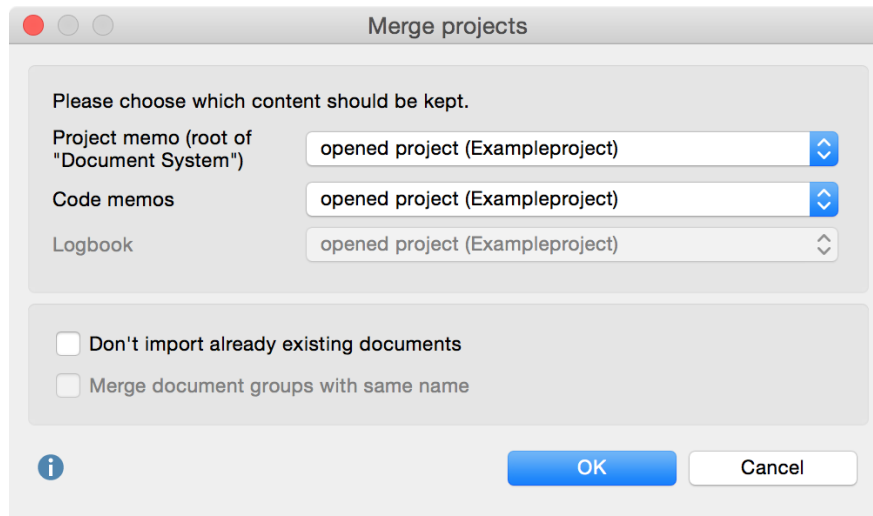 Merge projects
Please choose which content should be kept.
Project memo (root of
"Document System")
opened project (Exampleproject)
Code memos
opened project (Exampleproject)
Logbook
opened project (Exampleproject)
Don't import already existing documents
Merge document groups with same name
OK
Cancel